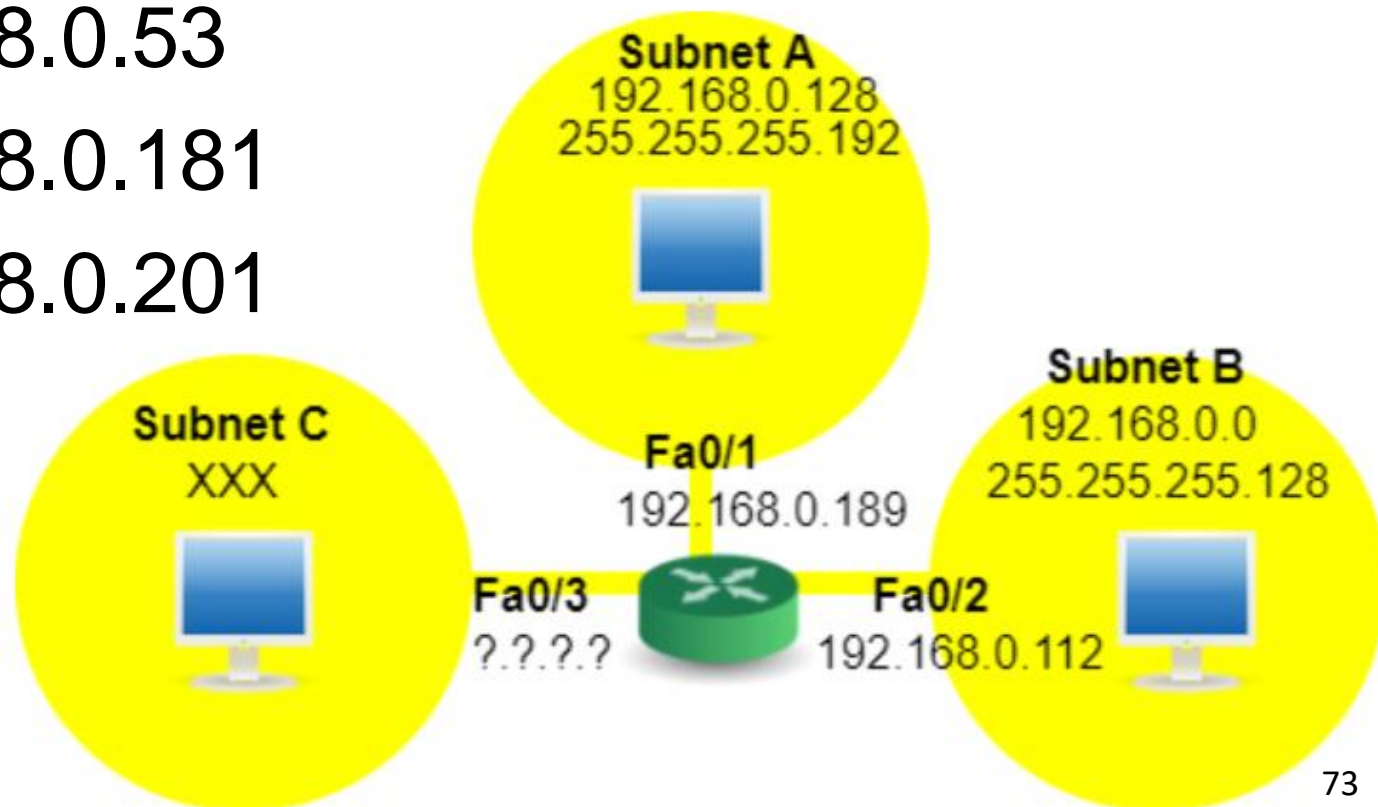 8.0.53
8.0.181
8.0.201
Subnet A
192.168.0.128
255.255.255.192
Subnet B
192.168.0.0
255.255.255.128
Subnet C
XXX
Fa0/1
192.168.0.189
Fa0/3
?.?.?.?
Fa0/2
192.168.0.112
73